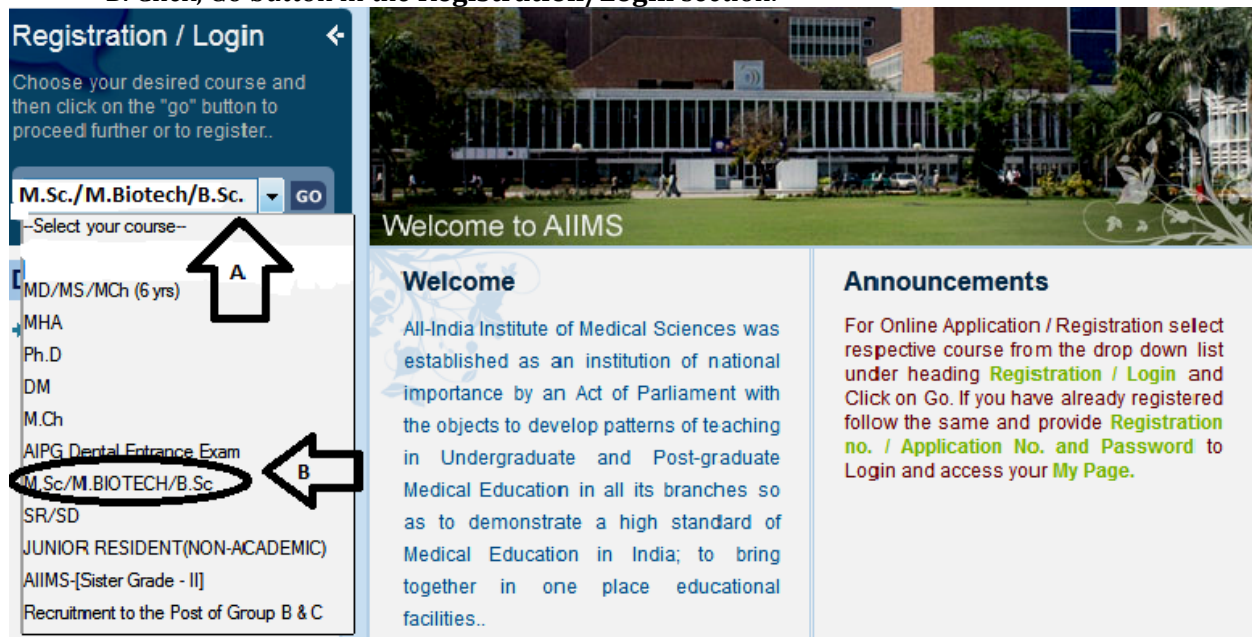 Click, Go button in the Registration/Login section.
Registration / Login
Choose your desired course and
then click on the "go" button to
proceed further or to register..
M.Sc./M.Biotech/B.Sc. GO
--Select your course--
A
MD/MS/MCh (6 yrs)
MHA
Ph.D
DM
M.Ch
AIPG Dental Entrance Exam
M.Sc/M.BIOTECH/B.Sc
B
SR/SD
JUNIOR RESIDENT(NON-ACADEMIC)
AIIMS-[Sister Grade - II]
Recruitment to the Post of Group B & C
Welcome to AIIMS
Welcome
All-India Institute of Medical Sciences was
established as an institution of national
importance by an Act of Parliament with
the objects to develop patterns of teaching
in Undergraduate and Post-graduate
Medical Education in all its branches so
as to demonstrate a high standard of
Medical Education in India; to bring
together in one place educational
facilities..
Announcements
For Online Application / Registration select
respective course from the drop down list
under heading Registration / Login and
Click on Go. If you have already registered
follow the same and provide Registration
no. / Application No. and Password to
Login and access your My Page.